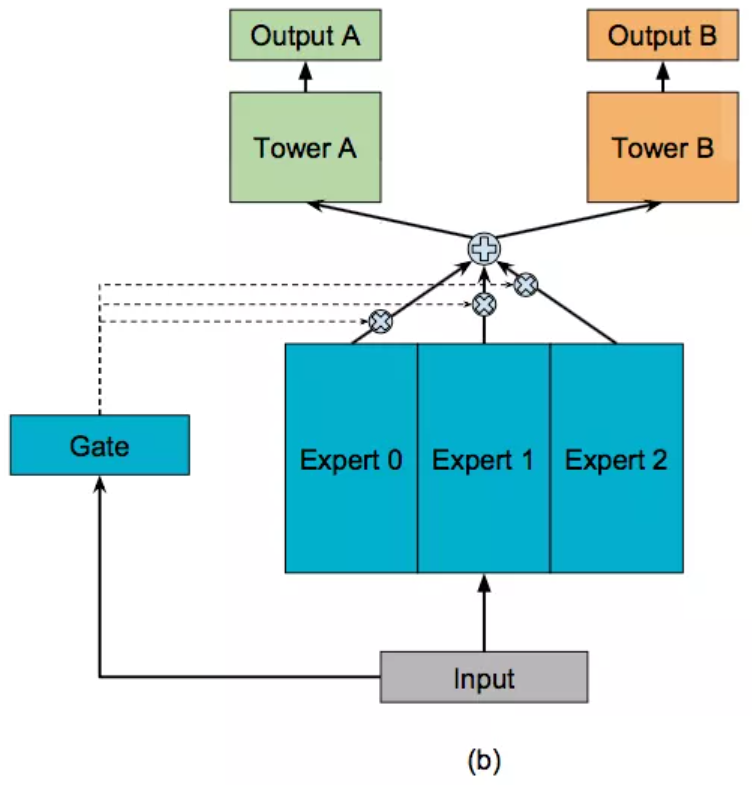 Output A
Output B
Tower A
Tower B
Gate
Expert 0
Expert 1
Expert 2
Input
(b)